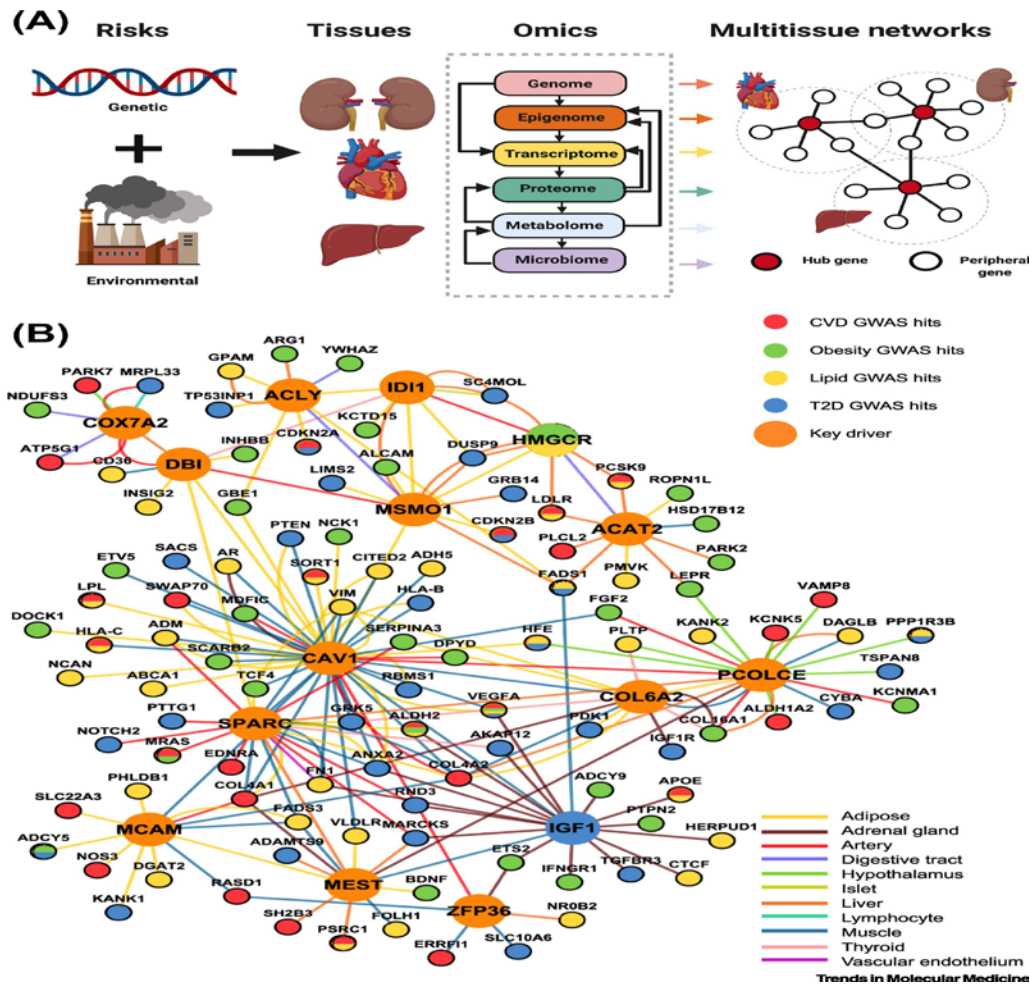 (A)
Risks Tissues Omics Multitissue networks
Genetic
Environmental
Genome
Epigenome
Transcriptome
Proteome
Metabolome
Microbiome
Hub gene
Peripheral gene
(B)
CVD GWAS hits
Obesity GWAS hits
Lipid GWAS hits
T2D GWAS hits
Key driver
ARG1
GPAM
YWHAZ
PARK7
MRPL33
NDUFS3
COX7A2
TP53INP1
ACLY
IDI1
SC4MOL
KCTD15
CDKN2A
HMGCR
ATP5G1
CD36
DBI
INHBB
ALCAM
DUSP9
LIMS2
PCSK9
ROPN1L
GRB14
INSIG2
GBE1
MSMO1
LDLR
HSD17B12
ACAT2
PTEN
NCK1
CDKN2B
PLCL2
PARK2
ETV5
SACS
AR
SORT1
CITED2
ADH5
FADS1
PMVK
LEPR
LPL
SWAP70
MDFIC
VIM
HLA-B
FGF2
VAMP8
DOCK1
HLA-C
ADM
SCARB2
SERPINA3
HFE
PLTP
KANK2
KCNK5
DAGLB
PPP1R3B
CAV1
DPYD
NCAN
ABCA1
TCF4
RBMS1
COL6A2
PCOLCE
TSPAN8
PTTG1
SPARC
GRK5
VEGFA
ALDH2
PDK1
CYBA
KCNMA1
NOTCH2
MRAS
EDNRA
ANXA2
AKAP12
COL16A1
ALDH1A2
IGF1R
PHLDB1
COL4A1
FN1
COL4A2
SLC22A3
FADS3
RND3
ADCY9
APOE
MCAM
ADCY5
VLDLR
MARCKS
IGF1
PTPN2
HERPUD1
NOS3
DGAT2
ADAMTS9
ETS2
IFNGR1
TGFBR3
CTCF
KANK1
RASD1
MEST
BDNF
ZFP36
NR0B2
SH2B3
PSRC1
FOLH1
ERRFI1
SLC10A6
Adipose
Adrenal gland
Artery
Digestive tract
Hypothalamus
Islet
Liver
Lymphocyte
Muscle
Thyroid
Vascular endothelium
Trends in Molecular Medicine